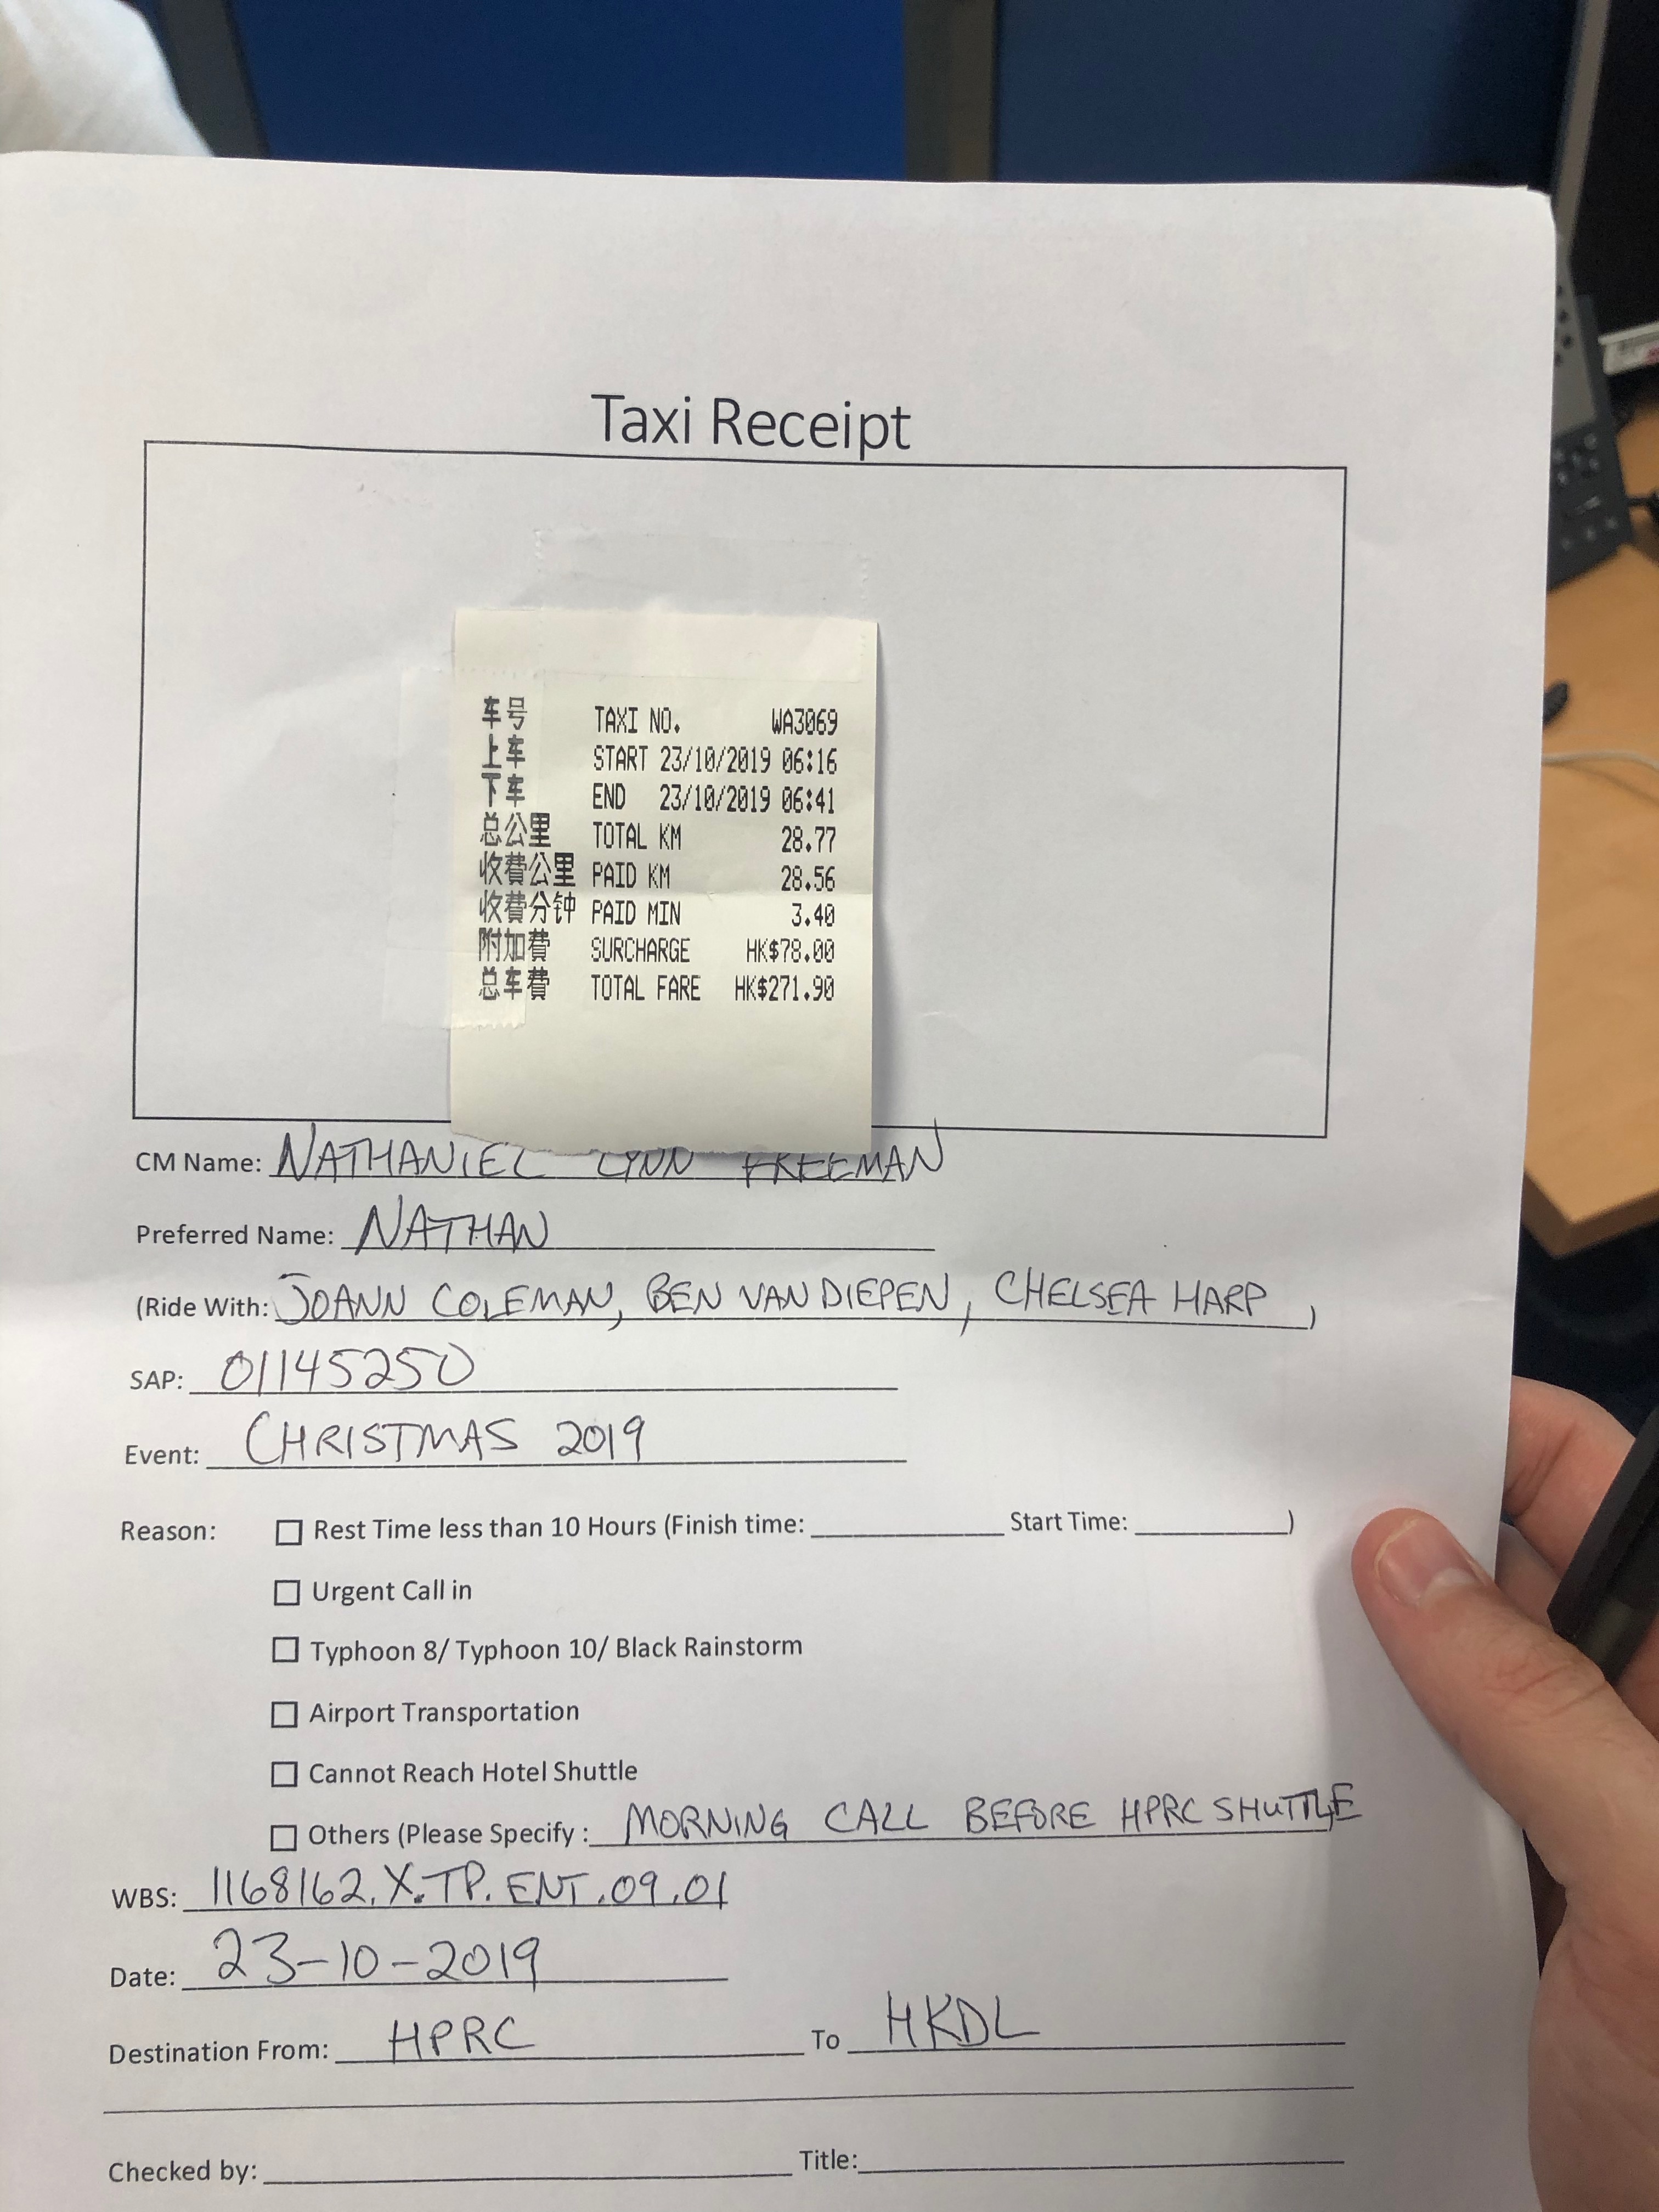 Taxi Receipt
车号 TAXI NO. WA3069
上车 START 23/10/2019 06:16
下车 END 23/10/2019 06:41
总公里 TOTAL KM 28.77
收費公里 PAID KM 28.56
收費分钟 PAID MIN 3.40
附加費 SURCHARGE HK$78.00
总车費 TOTAL FARE HK$271.90
CM Name: NATHANIEL LYNN FREEMAN
Preferred Name: NATHAN
(Ride With: JOANN COLEMAN, BEN VAN DIEPEN, CHELSEA HARP )
SAP: 01145250
Event: CHRISTMAS 2019
Reason: Rest Time less than 10 Hours (Finish time: Start Time: )
Urgent Call in
Typhoon 8/ Typhoon 10/ Black Rainstorm
Airport Transportation
Cannot Reach Hotel Shuttle
Others (Please Specify : MORNING CALL BEFORE HPRC SHUTTLE
WBS: 1168162.X.TP.ENT.09.01
Date: 23-10-2019
Destination From: HPRC To HKDL
Checked by: Title: